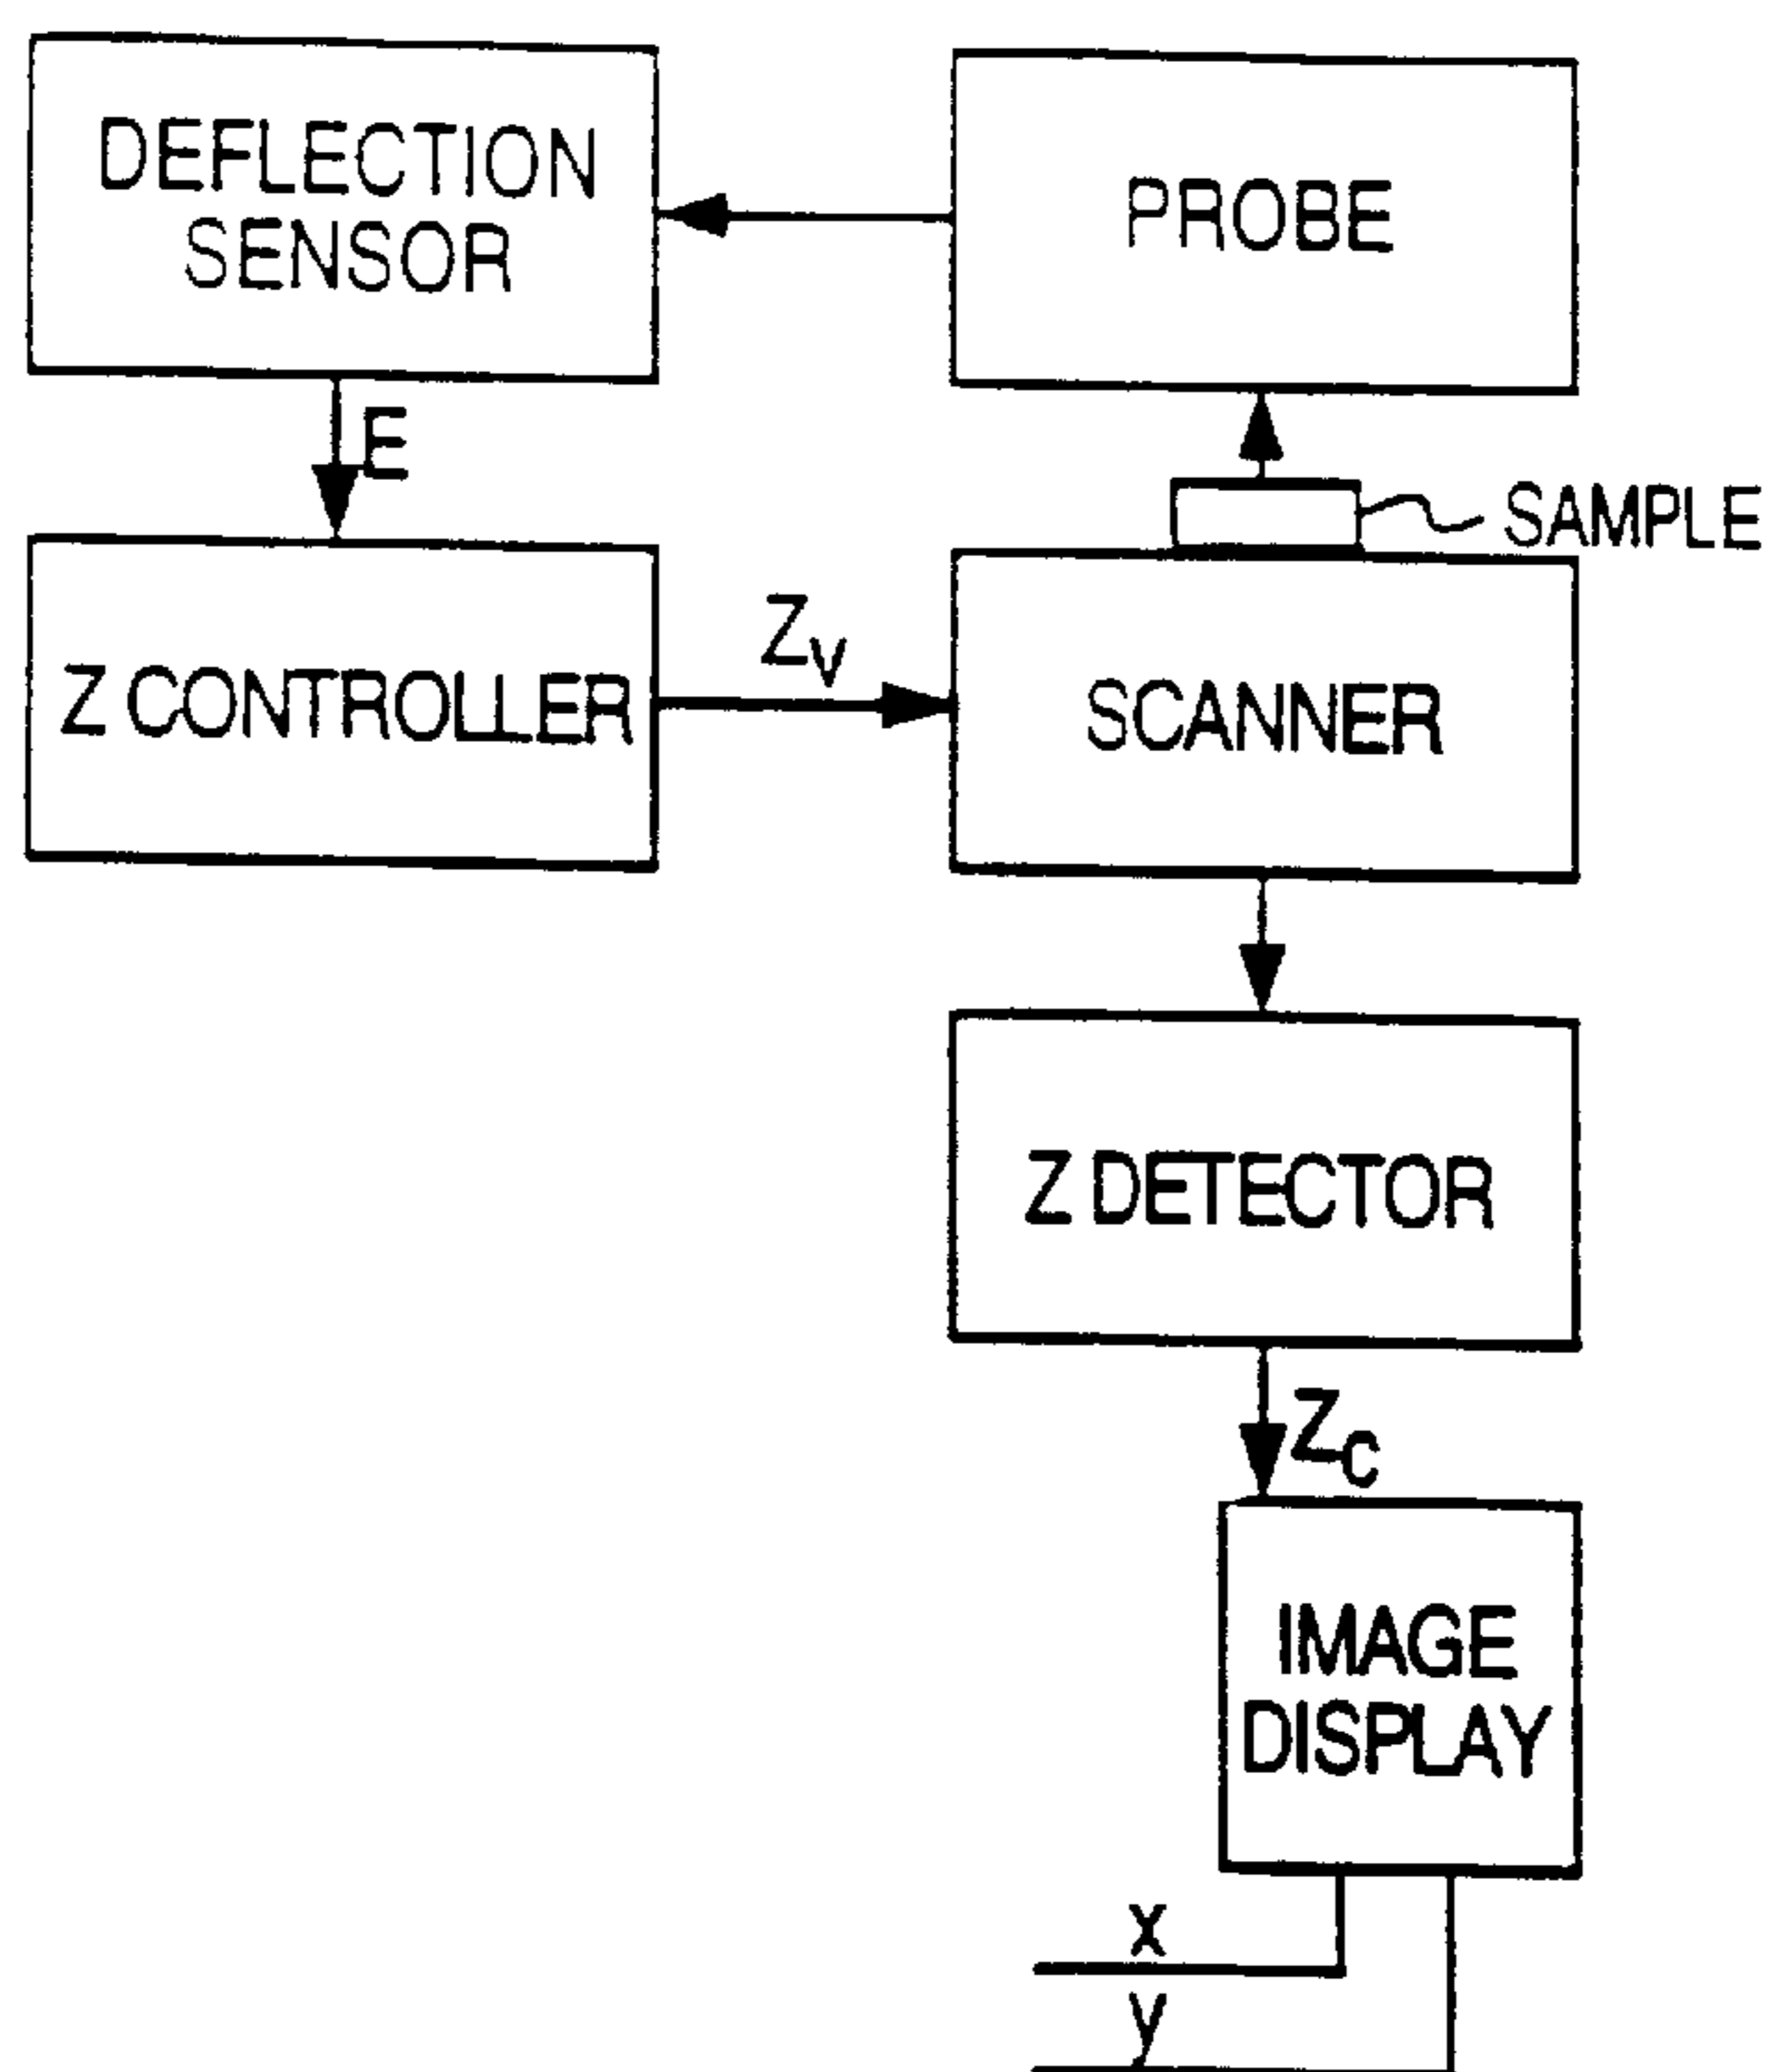 DEFLECTION
SENSOR
PROBE
E
SAMPLE
Z CONTROLLER
Zv
SCANNER
Z DETECTOR
Zc
IMAGE
DISPLAY
x
y